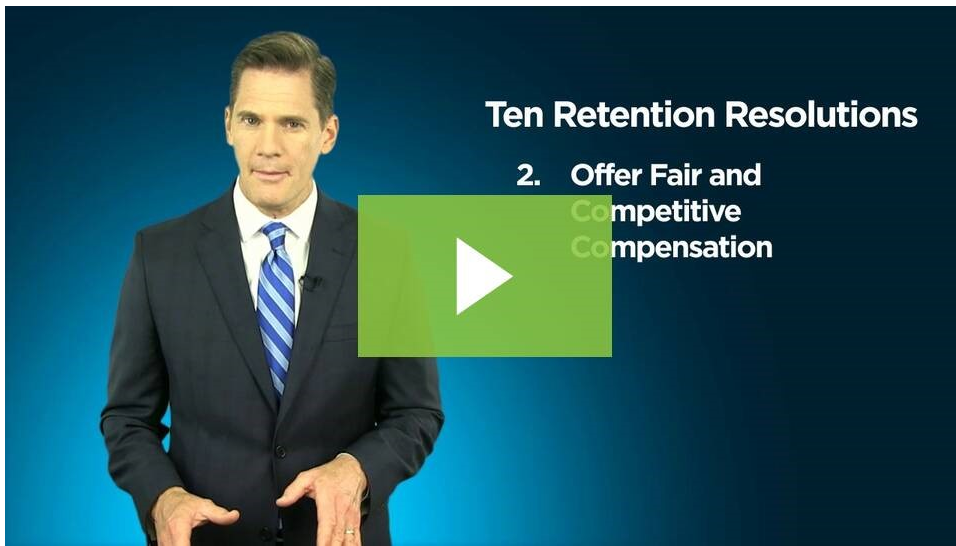 Ten Retention Resolutions
2. Offer Fair and
Competitive
Compensation